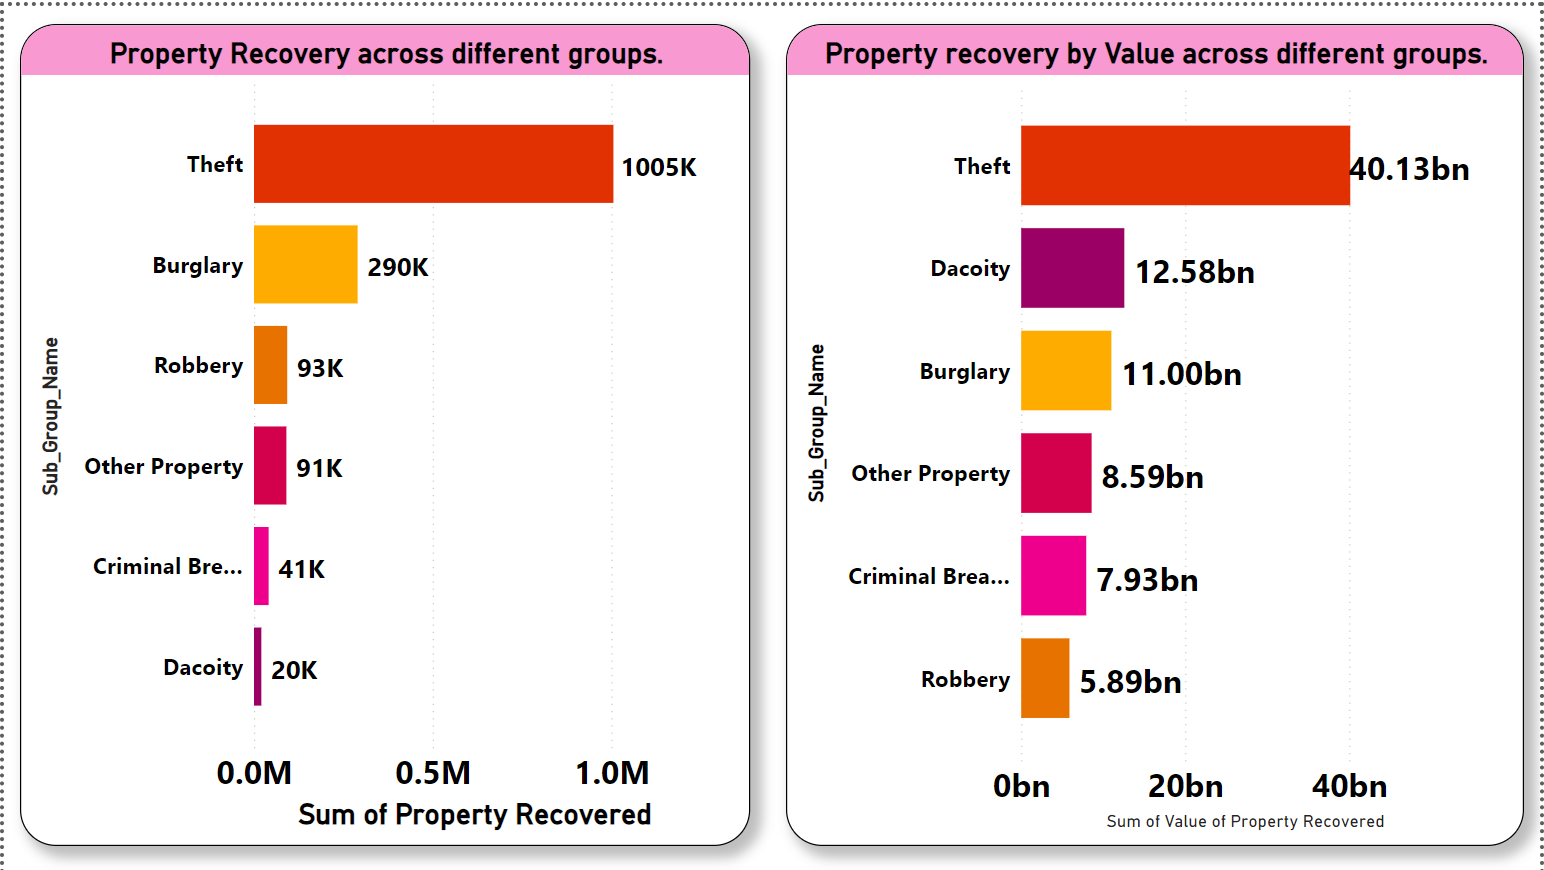 Property Recovery across different groups.
Sub_Group_Name
Theft 1005K
Burglary 290K
Robbery 93K
Other Property 91K
Criminal Bre... 41K
Dacoity 20K
0.0M 0.5M 1.0M
Sum of Property Recovered
Property recovery by Value across different groups.
Sub_Group_Name
Theft 40.13bn
Dacoity 12.58bn
Burglary 11.00bn
Other Property 8.59bn
Criminal Brea... 7.93bn
Robbery 5.89bn
0bn 20bn 40bn
Sum of Value of Property Recovered